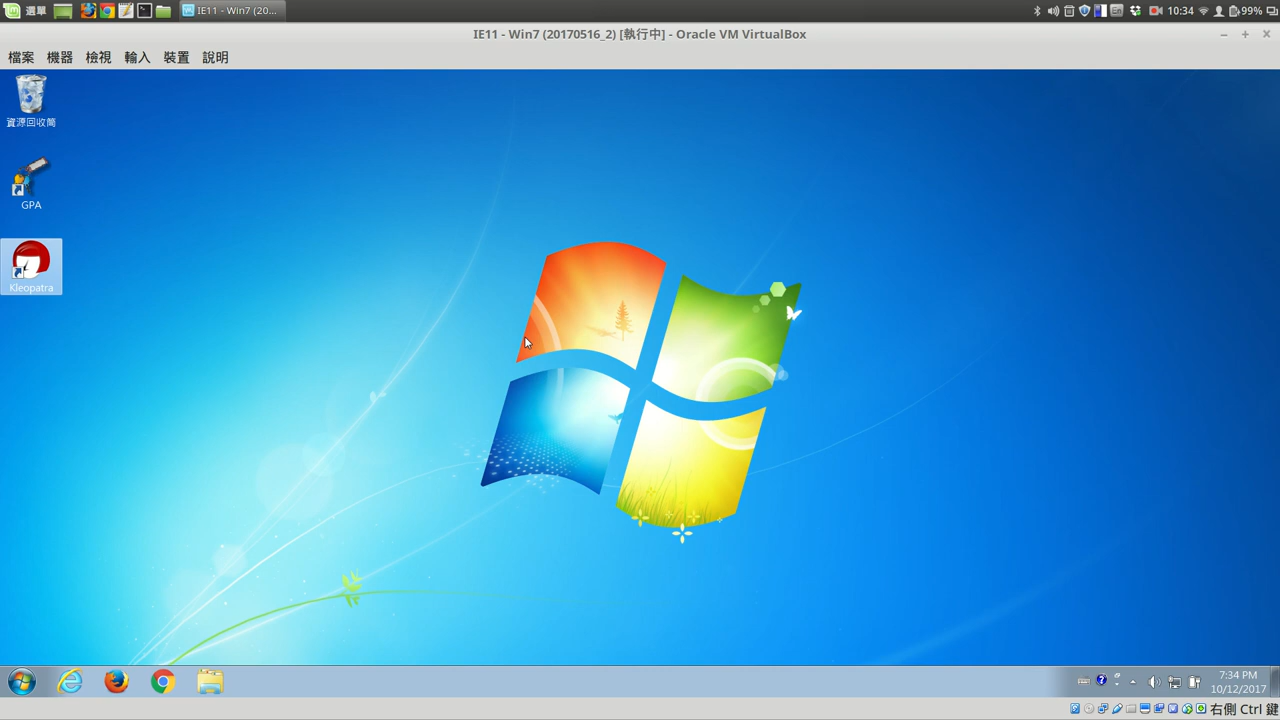 選單
IE11 - Win7 (20...
En
10:34
99%
IE11 - Win7 (20170516_2) [執行中] - Oracle VM VirtualBox
檔案 機器 檢視 輸入 裝置 說明
資源回收筒
GPA
Kleopatra
7:34 PM
10/12/2017
右側 Ctrl 鍵